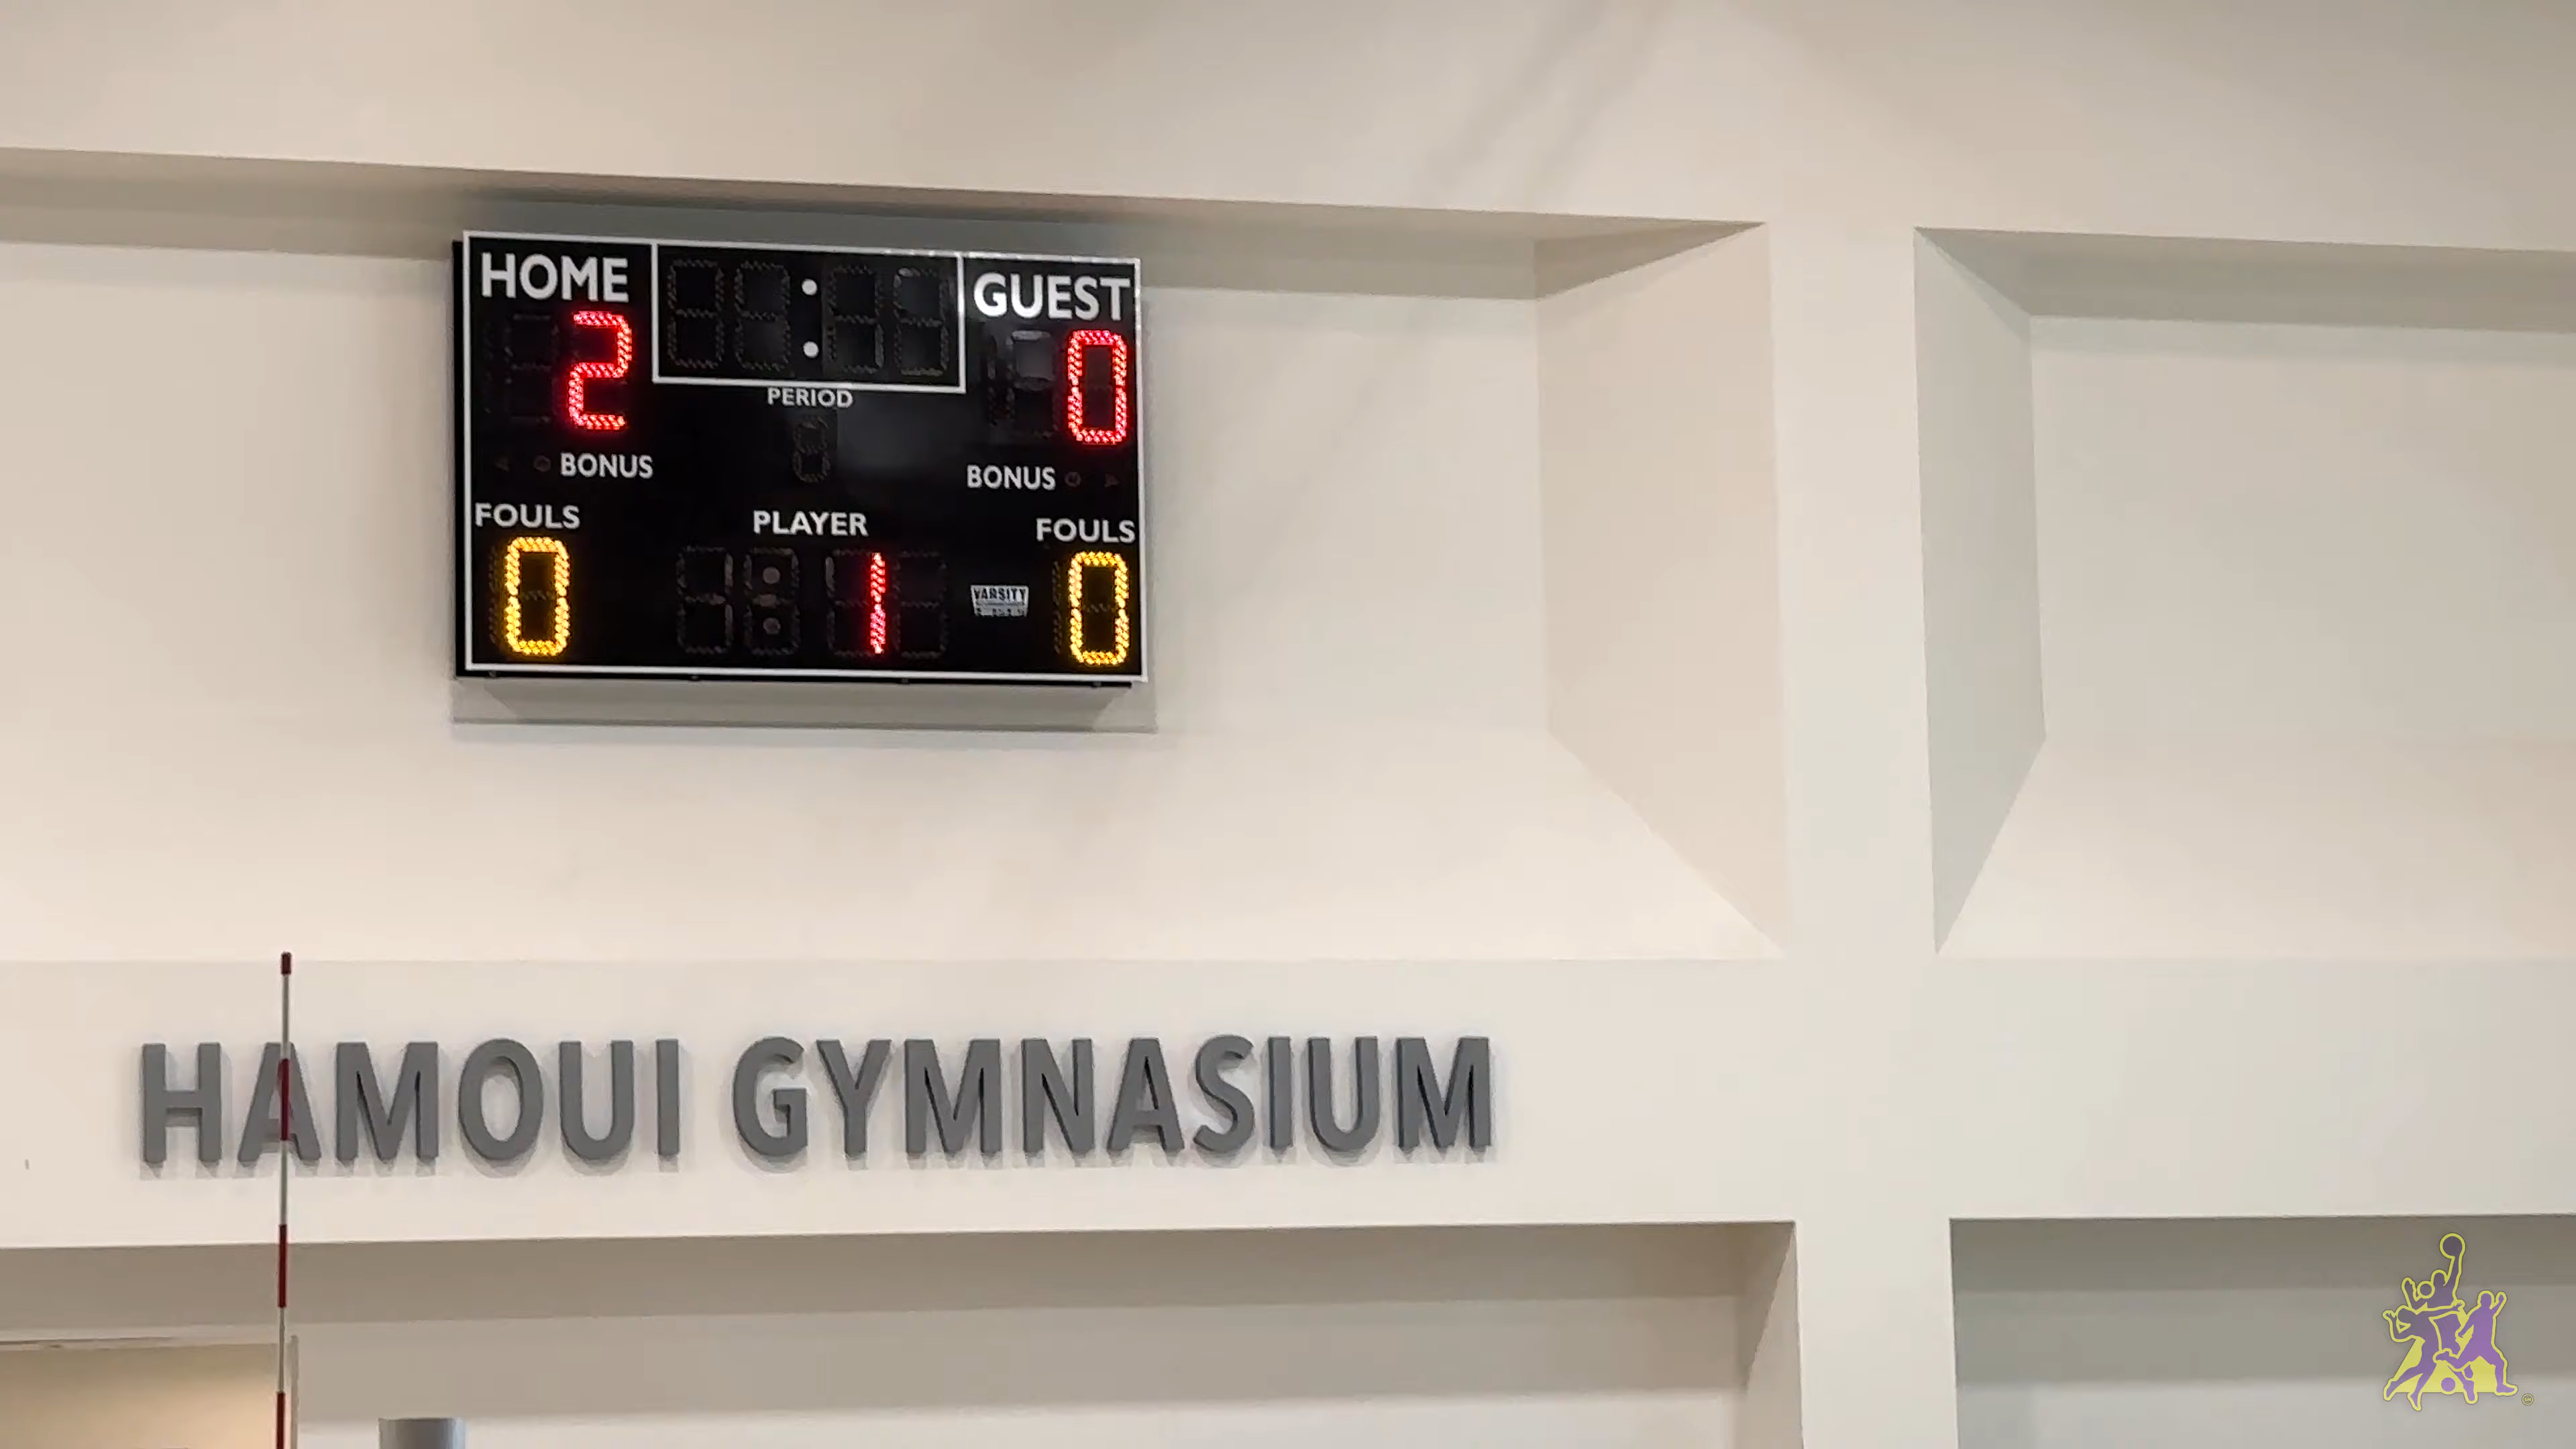 HOME
GUEST
2
0
PERIOD
BONUS
BONUS
FOULS
PLAYER
FOULS
0
1
VARSITY
0
HAMOUI GYMNASIUM